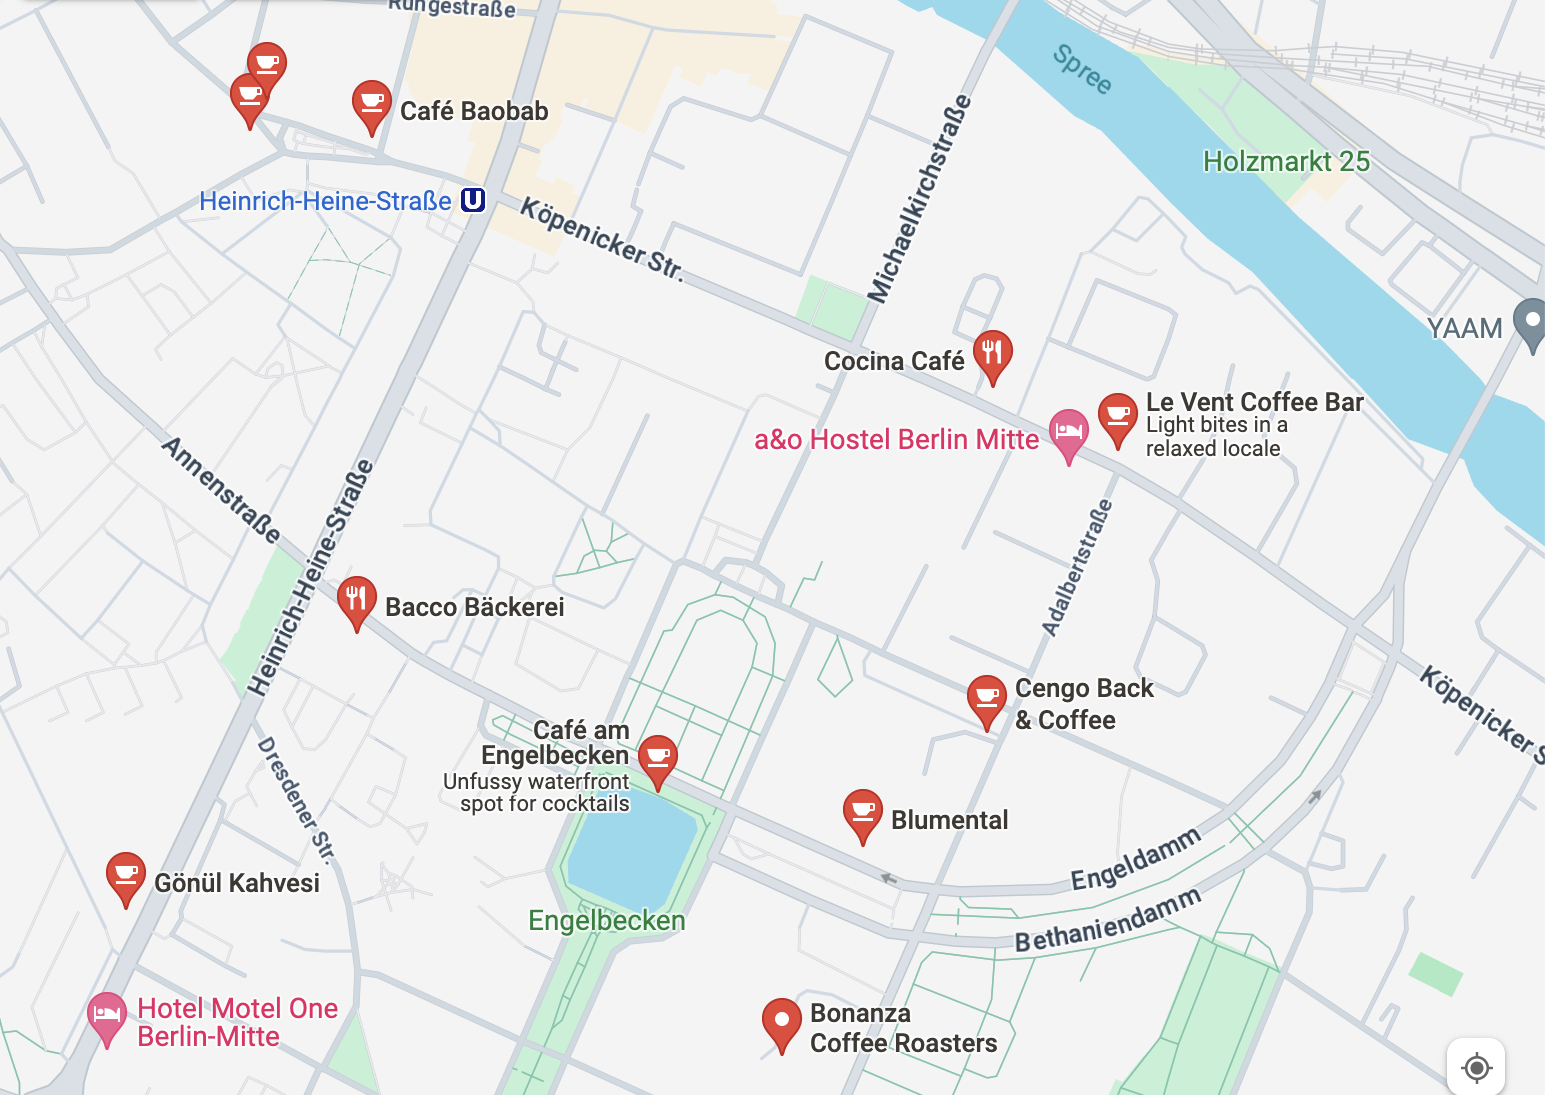 Rungestraße
Spree
Café Baobab
Michaelkirchstraße
Holzmarkt 25
Heinrich-Heine-Straße
U
Köpenicker Str.
YAAM
Cocina Café
Le Vent Coffee Bar
Light bites in a
relaxed locale
a&o Hostel Berlin Mitte
Annenstraße
Heinrich-Heine-Straße
Adalbertstraße
Bacco Bäckerei
Köpenicker S
Cengo Back
& Coffee
Café am
Engelbecken
Unfussy waterfront
spot for cocktails
Dresdener Str.
Blumental
Engeldamm
Gönül Kahvesi
Engelbecken
Bethaniendamm
Hotel Motel One
Berlin-Mitte
Bonanza
Coffee Roasters